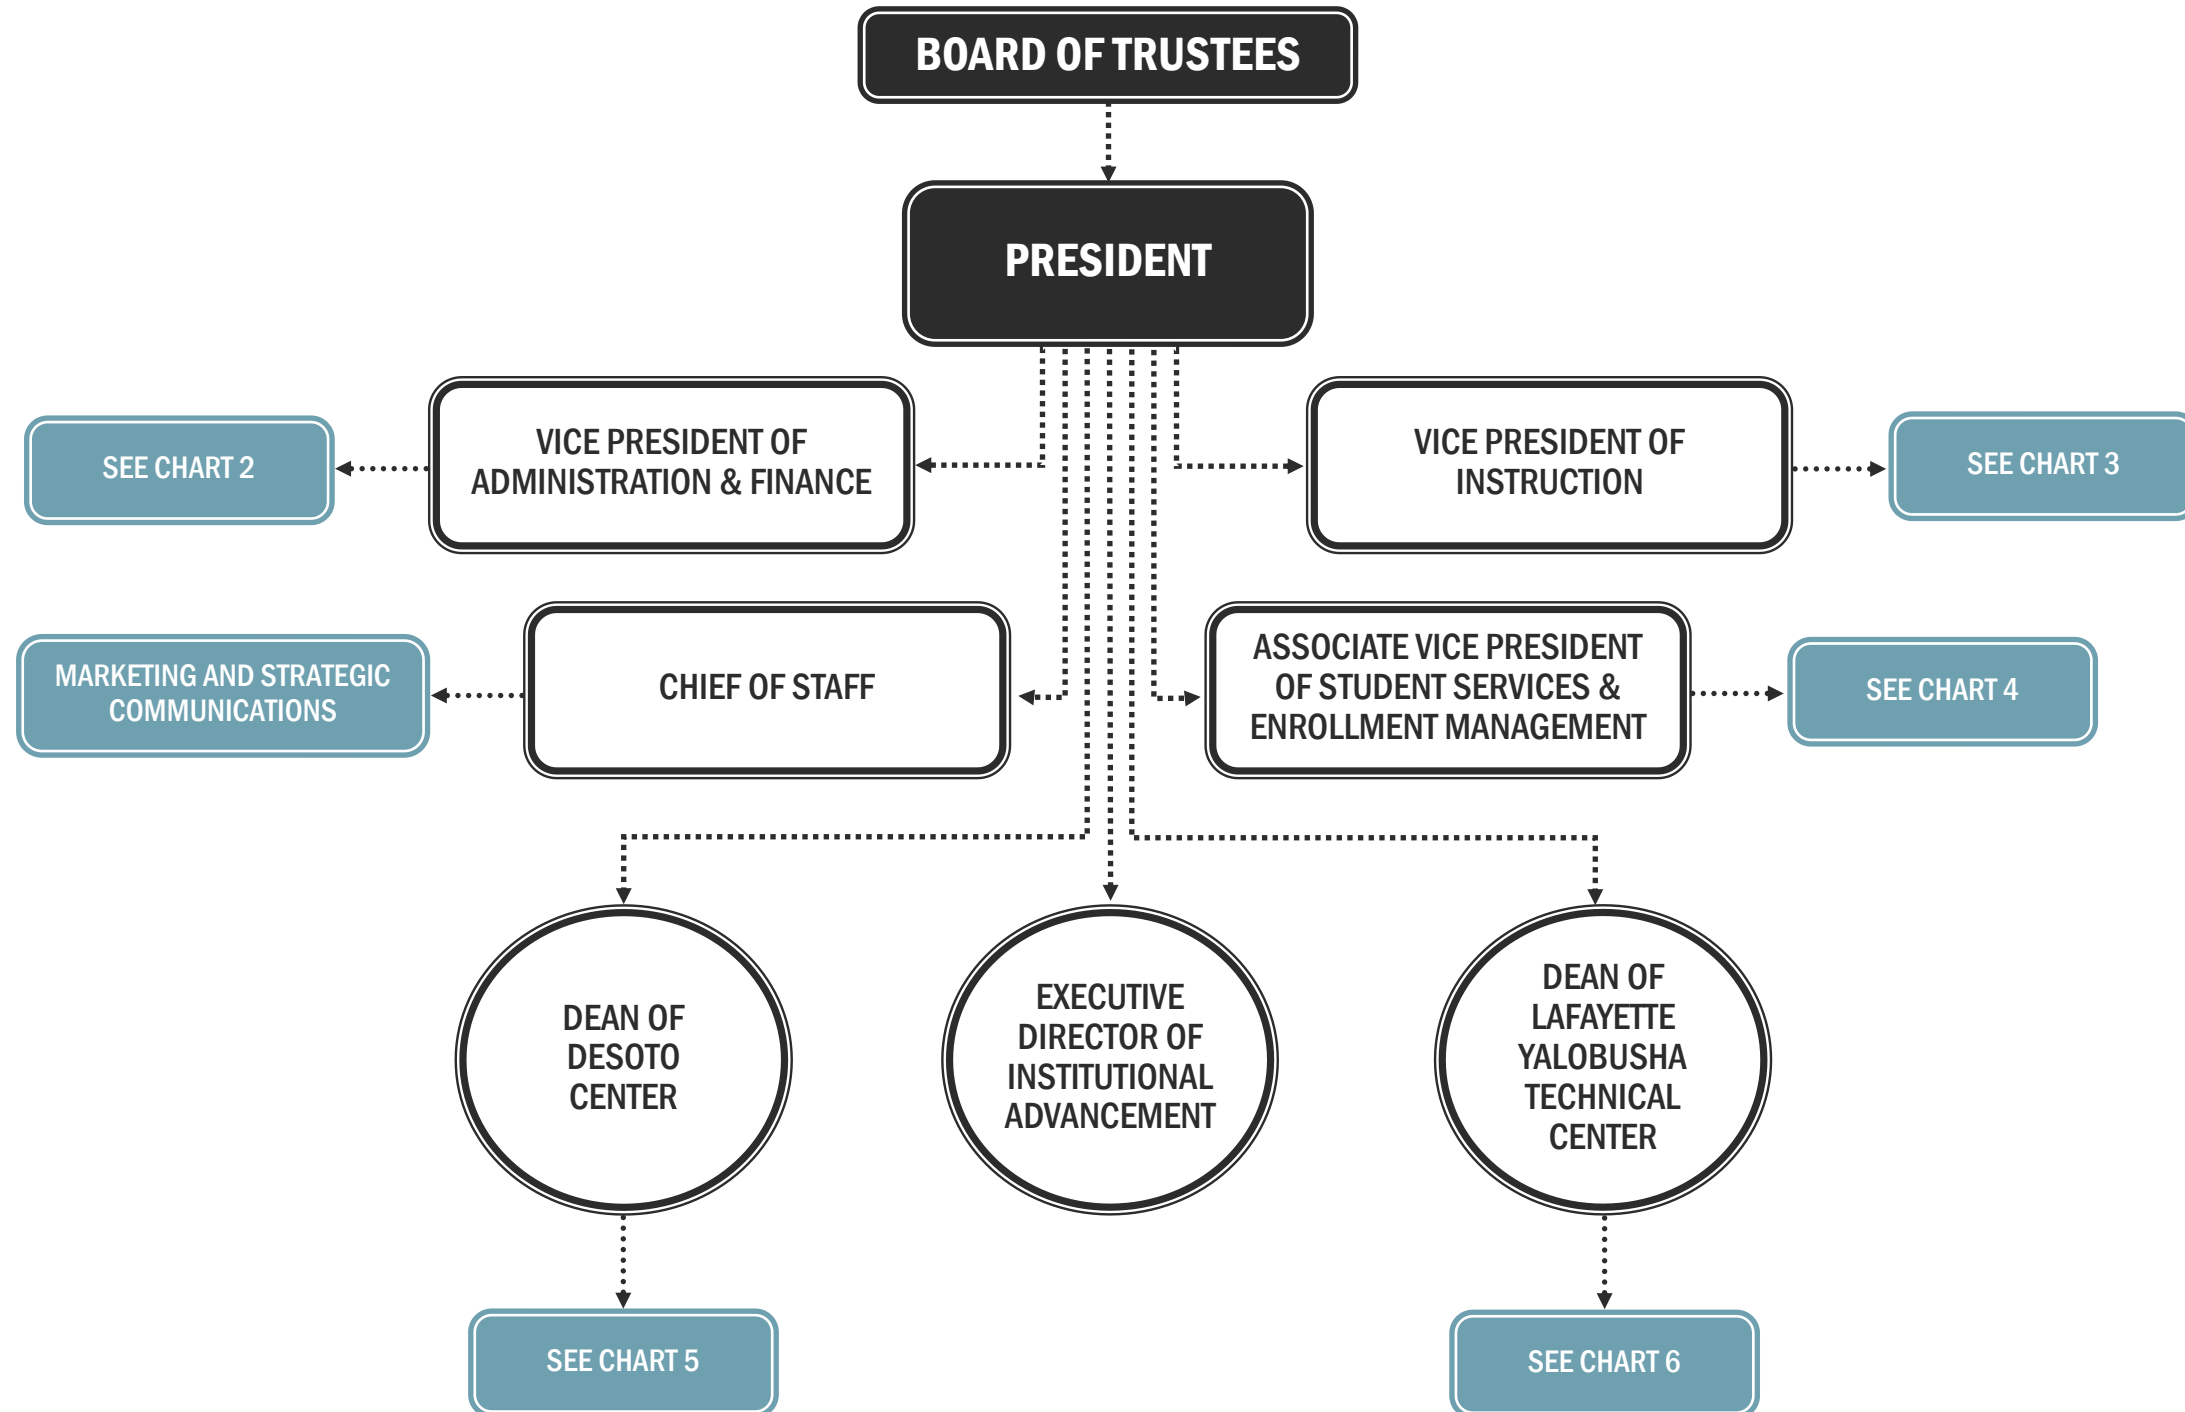 BOARD OF TRUSTEES
PRESIDENT
SEE CHART 2
VICE PRESIDENT OF
ADMINISTRATION & FINANCE
VICE PRESIDENT OF
INSTRUCTION
SEE CHART 3
MARKETING AND STRATEGIC
COMMUNICATIONS
CHIEF OF STAFF
ASSOCIATE VICE PRESIDENT
OF STUDENT SERVICES &
ENROLLMENT MANAGEMENT
SEE CHART 4
DEAN OF
DESOTO
CENTER
EXECUTIVE
DIRECTOR OF
INSTITUTIONAL
ADVANCEMENT
DEAN OF
LAFAYETTE
YALOBUSHA
TECHNICAL
CENTER
SEE CHART 5
SEE CHART 6